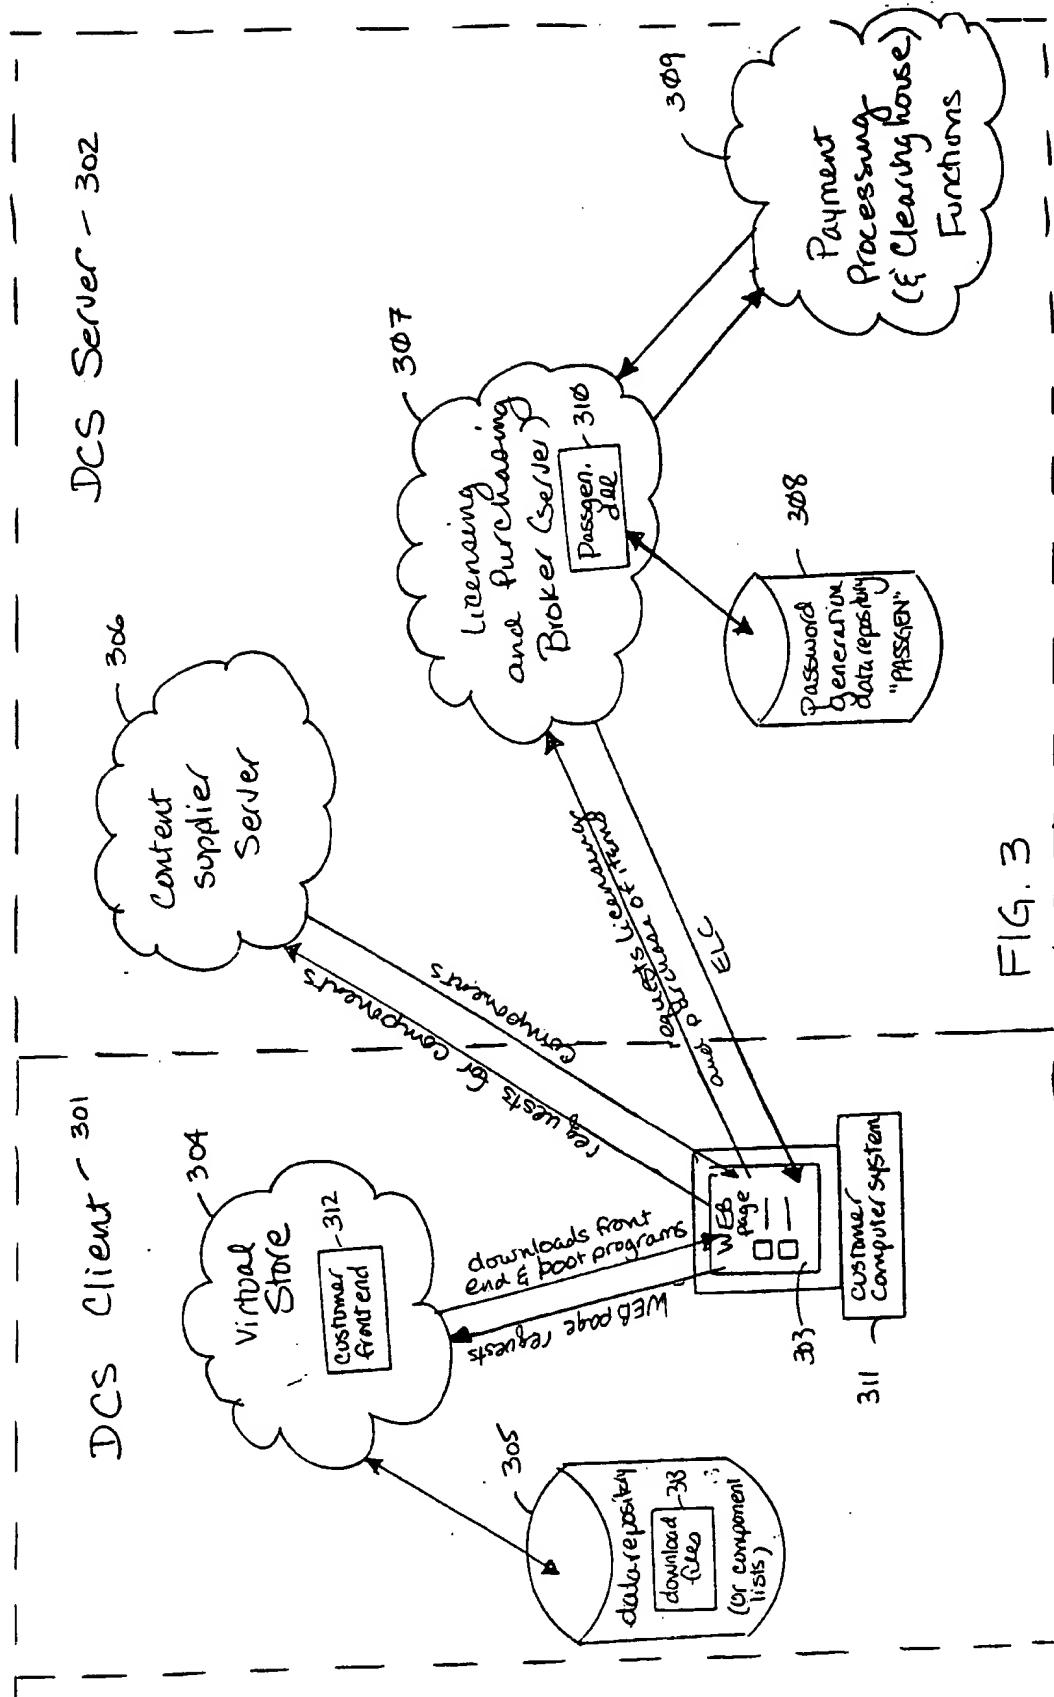 DCS Client - 301
DCS Server - 302
304
Virtual
Store
312
Customer
frontend
305
data repository
download
files
313
(or component
lists)
downloads front
end & boot programs
WEB page requests
WEB
page
303
customer
computer system
311
requests for components
components
306
Content
Supplier
Server
requests licensing
and purchase of items
ELC
307
Licensing
and Purchasing
Broker (server)
Passgen.
dll
310
308
Password
generation
data repository
"PASSGEN"
309
Payment
Processing
(& Clearinghouse)
Functions
FIG. 3